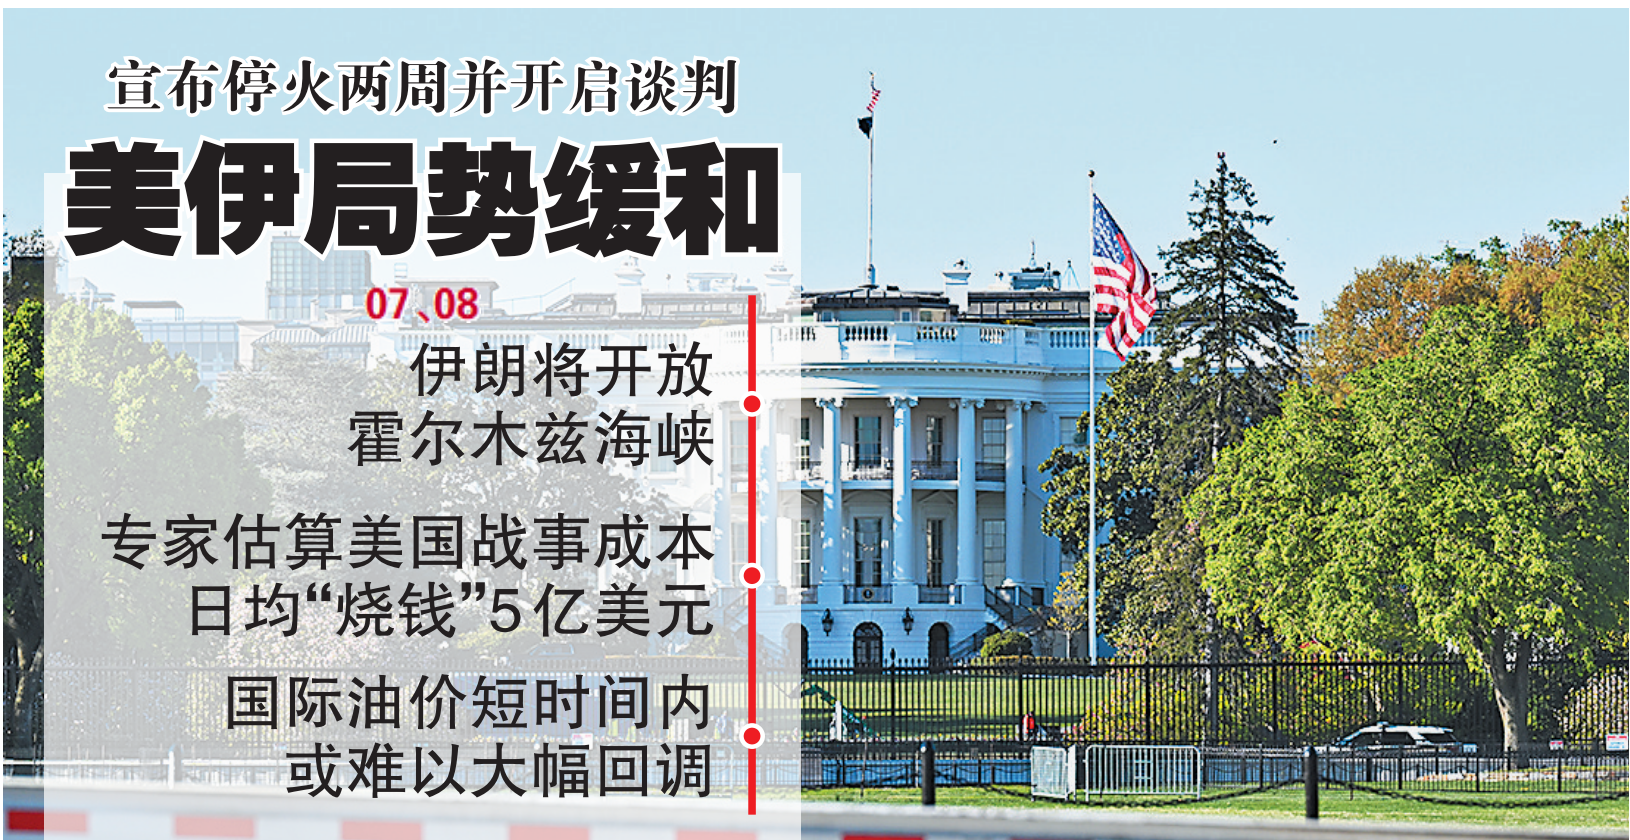 宣布停火两周并开启谈判
美伊局势缓和
07、08
伊朗将开放
霍尔木兹海峡
专家估算美国战事成本
日均“烧钱”5亿美元
国际油价短时间内
或难以大幅回调